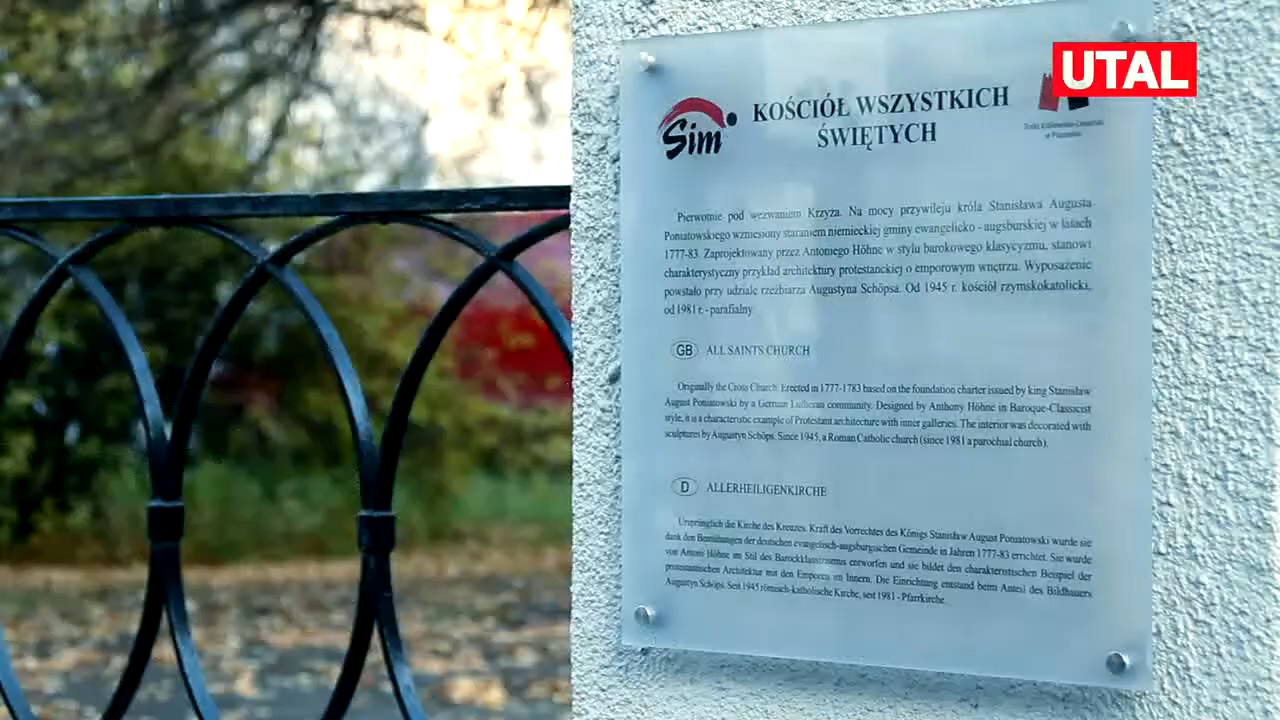 UTAL
Sim
KOŚCIÓŁ WSZYSTKICH
ŚWIĘTYCH
w Poznaniu
Pierwotnie pod wezwaniem Krzyża. Na mocy przywileju króla Stanisława Augusta
Poniatowskiego wzniesiony staraniem niemieckiej gminy ewangelicko - augsburskiej w latach
1777-83. Zaprojektowany przez Antoniego Höhne w stylu barokowego klasycyzmu, stanowi
charakterystyczny przykład architektury protestanckiej o emporowym wnętrzu. Wyposażenie
powstało przy udziale rzeźbiarza Augustyna Schöpsa. Od 1945 r. kościół rzymskokatolicki,
od 1981 r. - parafialny
GB ALL SAINTS CHURCH
Originally the Cross Church. Erected in 1777-1783 based on the foundation charter issued by king Stanisław
August Poniatowski by a German Lutheran community. Designed by Anthony Höhne in Baroque-Classicist
style, it is a characteristic example of Protestant architecture with inner galleries. The interior was decorated with
sculptures by Augustyn Schöps. Since 1945, a Roman Catholic church (since 1981 a parochial church).
D ALLERHEILIGENKIRCHE
Ursprünglich die Kirche des Kreuzes. Kraft des Vorrechtes des Königs Stanisław August Poniatowski wurde sie
dank den Bemühungen der deutschen evangelisch-augsburgischen Gemeinde in Jahren 1777-83 errichtet. Sie wurde
von Antoni Höhne im Stil des Barockklassizismus entworfen und sie bildet den charakteristischen Beispiel der
protestantischen Architektur mit den Emporen im Innern. Die Einrichtung entstand beim Anteil des Bildhauers
Augustyn Schöps. Seit 1945 römisch-katholische Kirche, seit 1981 - Pfarrkirche.